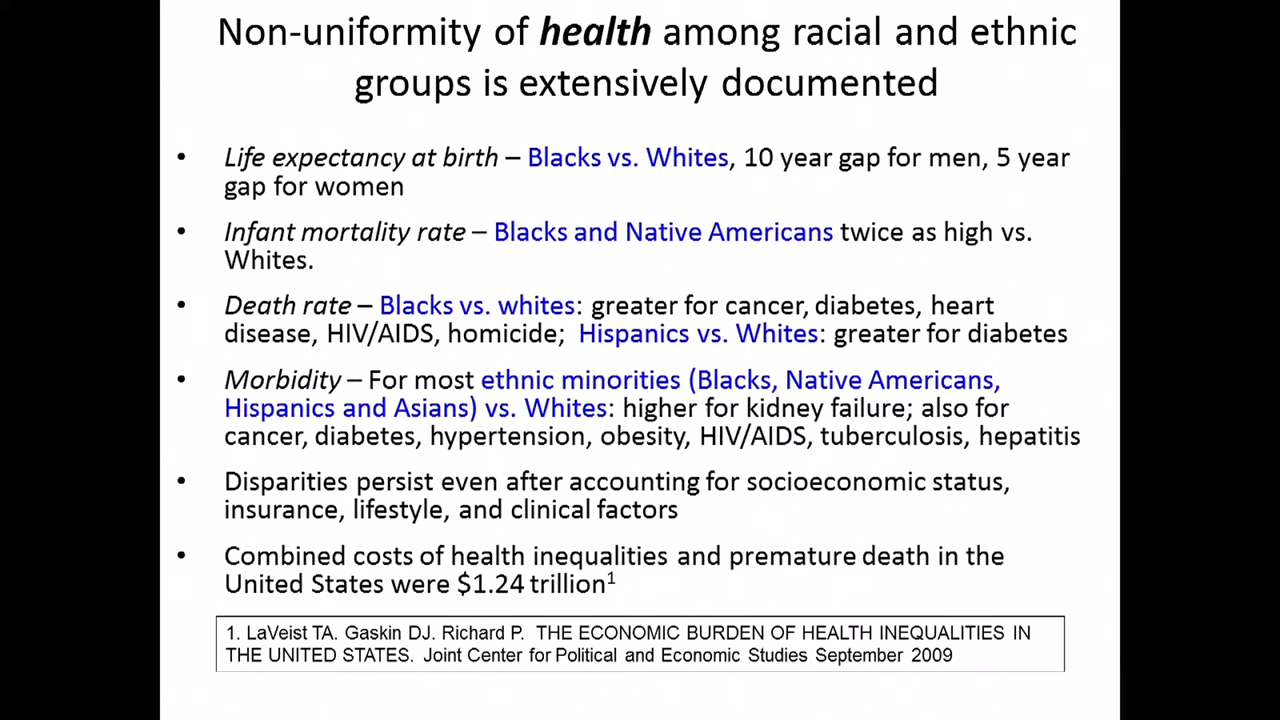 Non-uniformity of health among racial and ethnic
groups is extensively documented
• Life expectancy at birth – Blacks vs. Whites, 10 year gap for men, 5 year
gap for women
• Infant mortality rate – Blacks and Native Americans twice as high vs.
Whites.
• Death rate – Blacks vs. whites: greater for cancer, diabetes, heart
disease, HIV/AIDS, homicide; Hispanics vs. Whites: greater for diabetes
• Morbidity – For most ethnic minorities (Blacks, Native Americans,
Hispanics and Asians) vs. Whites: higher for kidney failure; also for
cancer, diabetes, hypertension, obesity, HIV/AIDS, tuberculosis, hepatitis
• Disparities persist even after accounting for socioeconomic status,
insurance, lifestyle, and clinical factors
• Combined costs of health inequalities and premature death in the
United States were $1.24 trillion¹
1. LaVeist TA. Gaskin DJ. Richard P. THE ECONOMIC BURDEN OF HEALTH INEQUALITIES IN
THE UNITED STATES. Joint Center for Political and Economic Studies September 2009